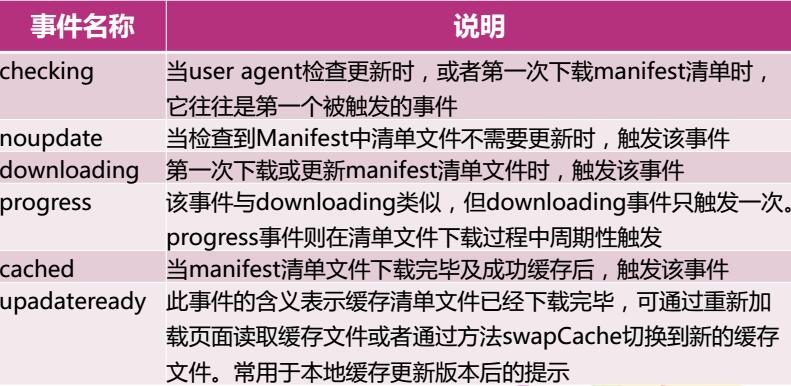 事件名称 说明
checking 当user agent检查更新时，或者第一次下载manifest清单时，
它往往是第一个被触发的事件
noupdate 当检查到Manifest中清单文件不需要更新时，触发该事件
downloading 第一次下载或更新manifest清单文件时，触发该事件
progress 该事件与downloading类似，但downloading事件只触发一次。
progress事件则在清单文件下载过程中周期性触发
cached 当manifest清单文件下载完毕及成功缓存后，触发该事件
upadateready 此事件的含义表示缓存清单文件已经下载完毕，可通过重新加
载页面读取缓存文件或者通过方法swapCache切换到新的缓存
文件。常用于本地缓存更新版本后的提示